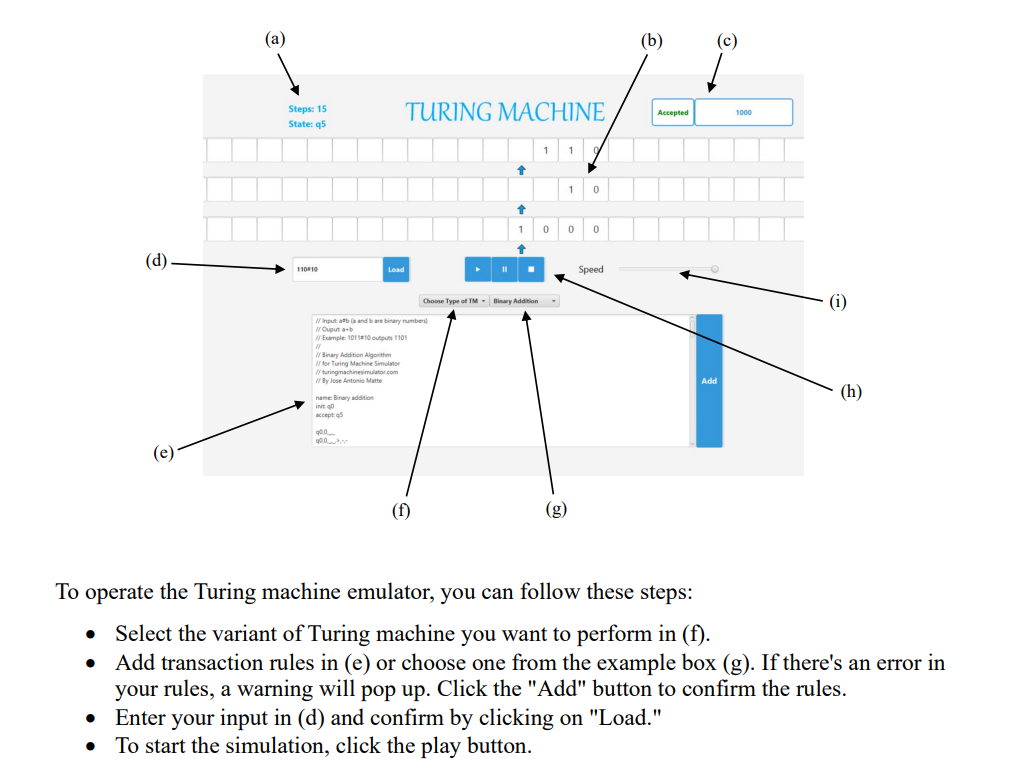 (a)
(b)
(c)
Steps: 15
State: q5
TURING MACHINE
Accepted
1000
1 1 0
1 0
1 0 0 0
(d)
110#10
Load
Speed
(i)
Choose Type of TM
Binary Addition
// Input: a#b (a and b are binary numbers)
// Ouput: a+b
// Example: 1011#10 outputs 1101
//
// Binary Addition Algorithm
// for Turing Machine Simulator
// turingmachinesimulator.com
// By Jose Antonio Matte
name: Binary addition
init: q0
accept: q5
q0,0,_,_
q0,0,_,_,>,-,-
Add
(h)
(e)
(f)
(g)
To operate the Turing machine emulator, you can follow these steps:
• Select the variant of Turing machine you want to perform in (f).
• Add transaction rules in (e) or choose one from the example box (g). If there's an error in
your rules, a warning will pop up. Click the "Add" button to confirm the rules.
• Enter your input in (d) and confirm by clicking on "Load."
• To start the simulation, click the play button.